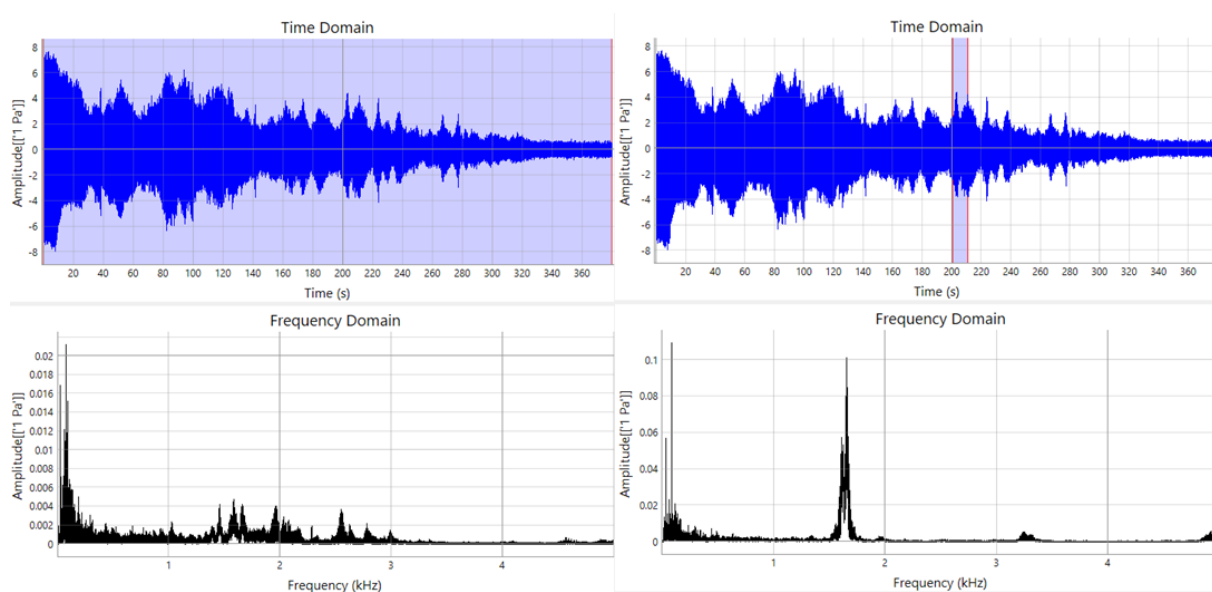 Time Domain
8
6
4
2
0
-2
-4
-6
-8
Amplitude[['1 Pa']]
20 40 60 80 100 120 140 160 180 200 220 240 260 280 300 320 340 360
Time (s)
Frequency Domain
0.02
0.018
0.016
0.014
0.012
0.01
0.008
0.006
0.004
0.002
0
Amplitude[['1 Pa']]
1 2 3 4
Frequency (kHz)
Time Domain
8
6
4
2
0
-2
-4
-6
-8
Amplitude[['1 Pa']]
20 40 60 80 100 120 140 160 180 200 220 240 260 280 300 320 340 360
Time (s)
Frequency Domain
0.1
0.08
0.06
0.04
0.02
0
Amplitude[['1 Pa']]
1 2 3 4
Frequency (kHz)